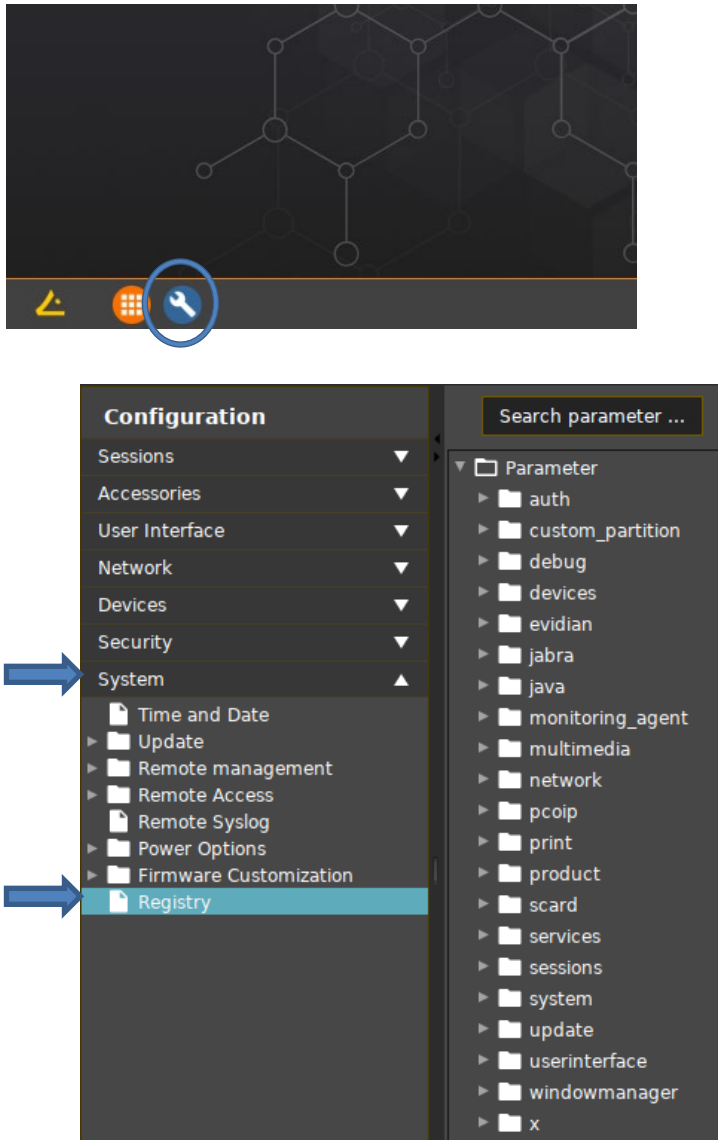 Configuration
Sessions
Accessories
User Interface
Network
Devices
Security
System
Time and Date
Update
Remote management
Remote Access
Remote Syslog
Power Options
Firmware Customization
Registry
Search parameter ...
Parameter
auth
custom_partition
debug
devices
evidian
jabra
java
monitoring_agent
multimedia
network
pcoip
print
product
scard
services
sessions
system
update
userinterface
windowmanager
x